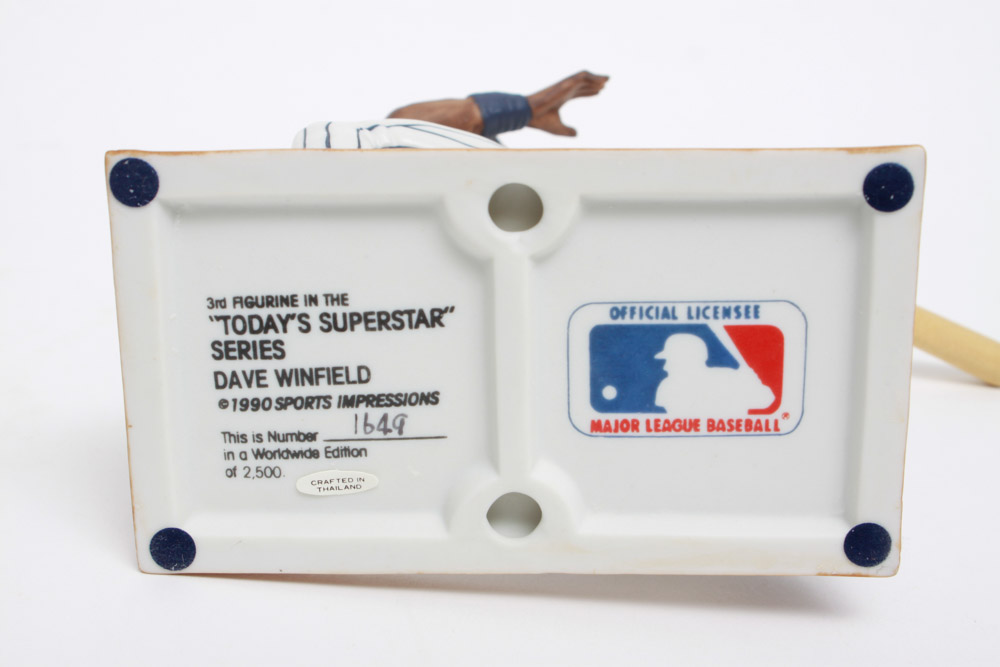 3rd FIGURINE IN THE
"TODAY'S SUPERSTAR"
SERIES
DAVE WINFIELD
©1990 SPORTS IMPRESSIONS
This is Number 1649
in a Worldwide Edition
of 2,500.
CRAFTED IN
THAILAND
OFFICIAL LICENSEE
MAJOR LEAGUE BASEBALL®